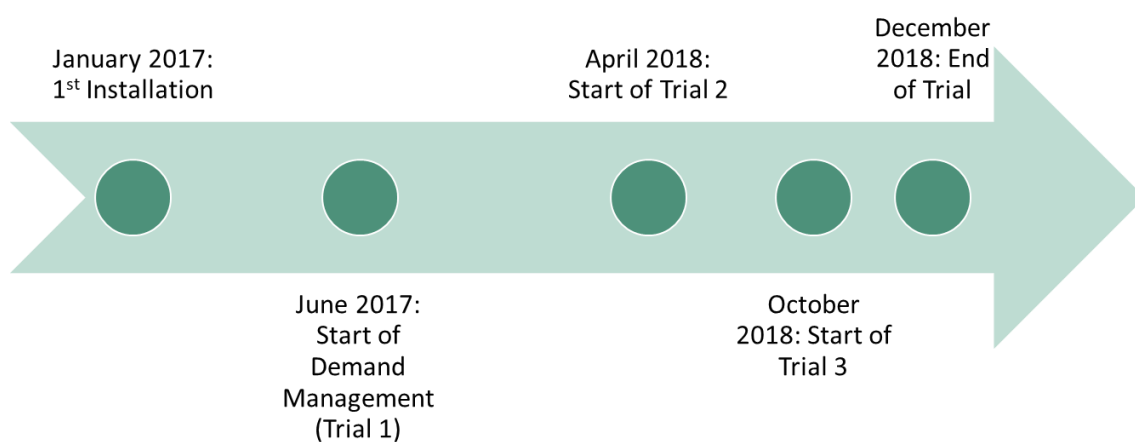 January 2017:
1st Installation
June 2017:
Start of
Demand
Management
(Trial 1)
April 2018:
Start of Trial 2
October
2018: Start of
Trial 3
December
2018: End
of Trial